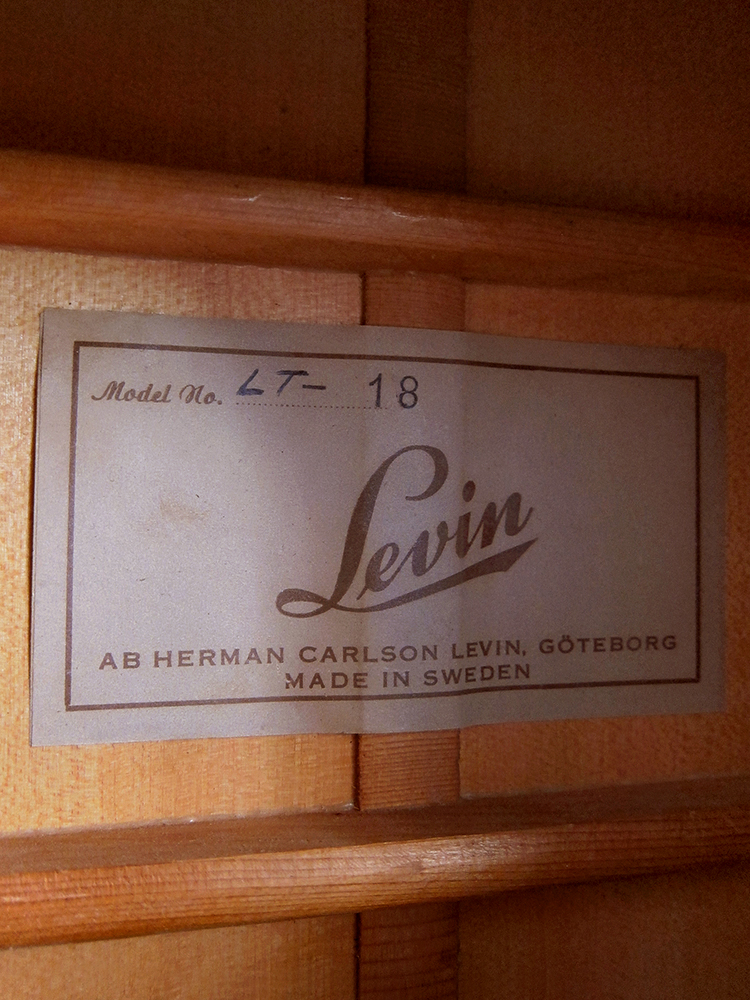 Model No. LT- 18
Levin
AB HERMAN CARLSON LEVIN, GÖTEBORG
MADE IN SWEDEN